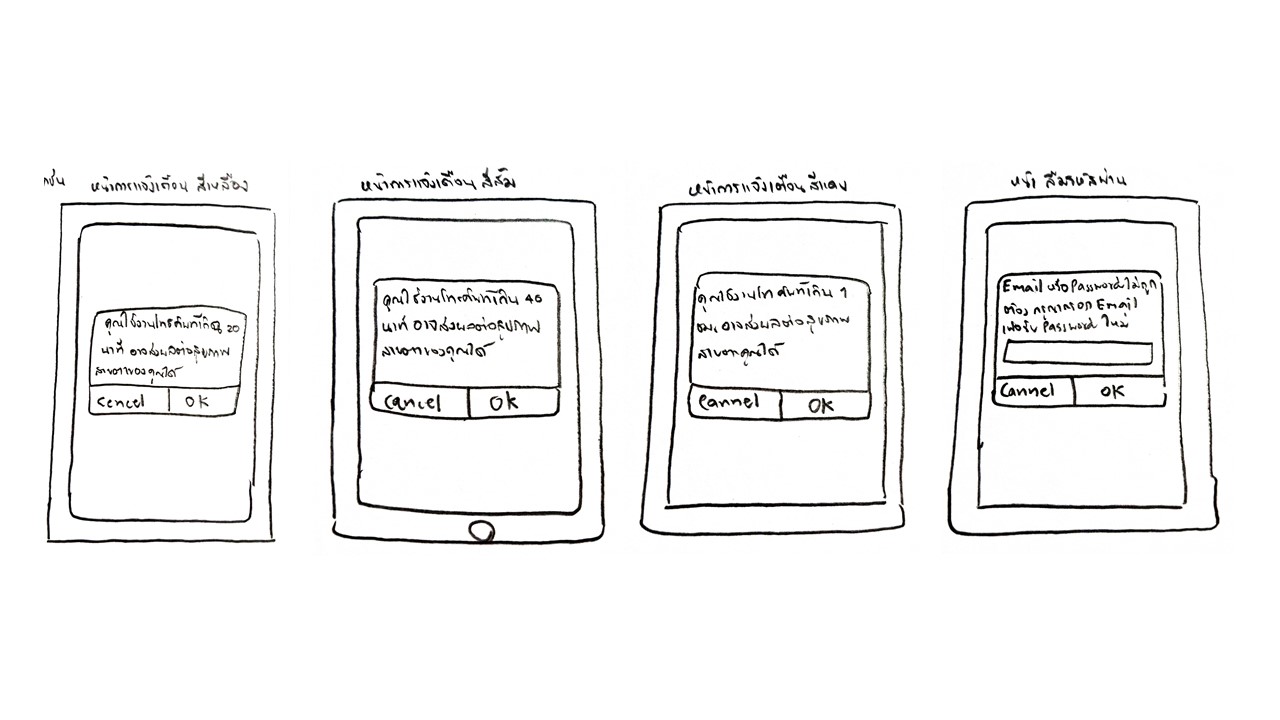 หน้าการแจ้งเตือน สีเหลือง
คุณใช้งานโทรศัพท์เกิน 20
นาที อาจส่งผลต่อสุขภาพ
สายตาของคุณได้
Cencel OK
หน้าการแจ้งเตือน สีส้ม
คุณใช้งานโทรศัพท์เกิน 40
นาที อาจส่งผลต่อสุขภาพ
สายตาของคุณได้
Cancel OK
หน้าการแจ้งเตือน สีแดง
คุณใช้งานโทรศัพท์เกิน 1
ชม. อาจส่งผลต่อสุขภาพ
สายตาคุณได้
Cannel OK
หน้า ลืมรหัสผ่าน
Email หรือ Password ไม่ถูก
ต้อง กรุณากรอก Email
เพื่อรับ Password ใหม่
Cannel OK